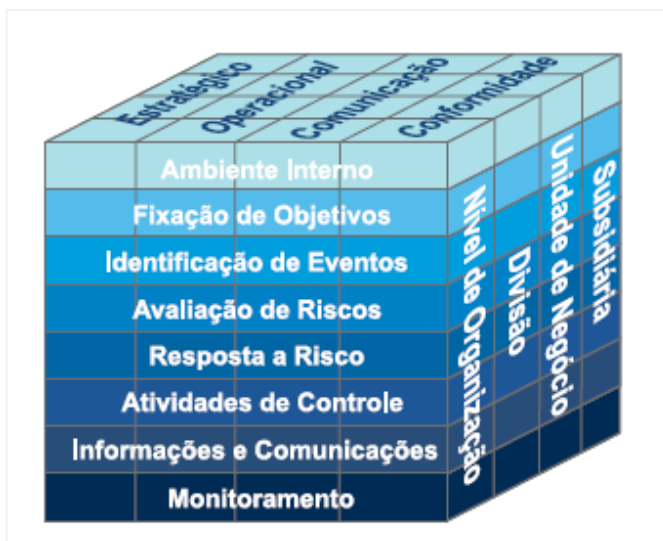 Estratégico
Operacional
Comunicação
Conformidade
Ambiente Interno
Fixação de Objetivos
Identificação de Eventos
Avaliação de Riscos
Resposta a Risco
Atividades de Controle
Informações e Comunicações
Monitoramento
Nível de Organização
Divisão
Unidade de Negócio
Subsidiária